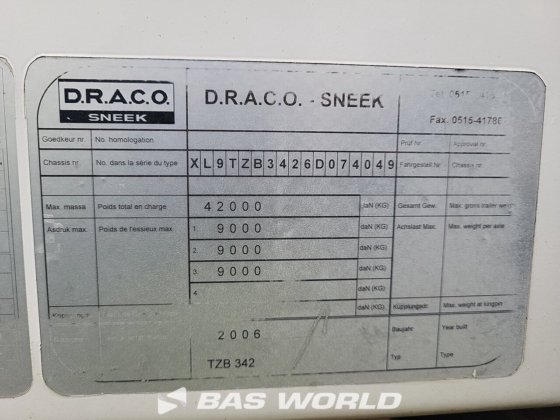 D.R.A.C.O.
SNEEK
D.R.A.C.O. - SNEEK
Fax. 0515-41786
Goedkeur nr. No. homologation Prüf nr. Approval nr.
Chassis nr. No. dans la série du type XL9TZB3426D074049 Fahrgestell Nr. Chassis nr.
Max. massa Poids total en charge 42000 daN (KG) Gesamt Gew. Max. gross trailer weight
Asdruk max. Poids de l'essieux max. 1. 9000 daN (KG) Achslast Max. Max. weight per axle
2. 9000 daN (KG)
3. 9000 daN (KG)
4. daN (KG)
daN (KG) Kupplungsdr. Max. weight at kingpin
2006 Baujahr Year built
TZB 342 Typ Type
BAS WORLD